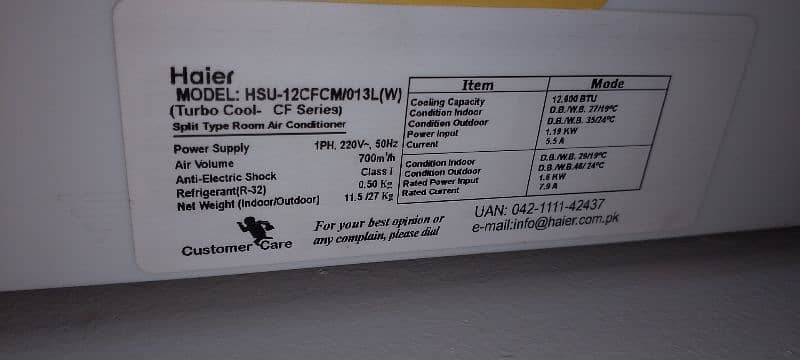 Haier
MODEL: HSU-12CFCM/013L(W)
(Turbo Cool- CF Series)
Split Type Room Air Conditioner
Power Supply 1PH, 220V~, 50Hz
Air Volume 700m³/h
Anti-Electric Shock Class I
Refrigerant(R-32) 0.50 Kg
Net Weight (Indoor/Outdoor) 11.5 /27 Kg
Item Mode
Cooling Capacity 12,000 BTU
Condition Indoor D.B./W.B. 27/19°C
Condition Outdoor D.B./W.B. 35/24°C
Power Input 1.19 KW
Current 5.5 A
Condition Indoor D.B./W.B. 29/19°C
Condition Outdoor D.B./W.B.46/ 24°C
Rated Power Input 1.6 KW
Rated Current 7.9 A
Customer Care
For your best opinion or
any complain, please dial
UAN: 042-1111-42437
e-mail:info@haier.com.pk